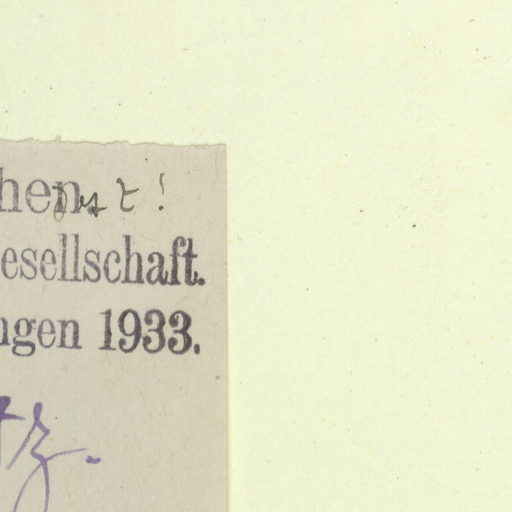 hen
esellschaft.
ngen 1933.
z.